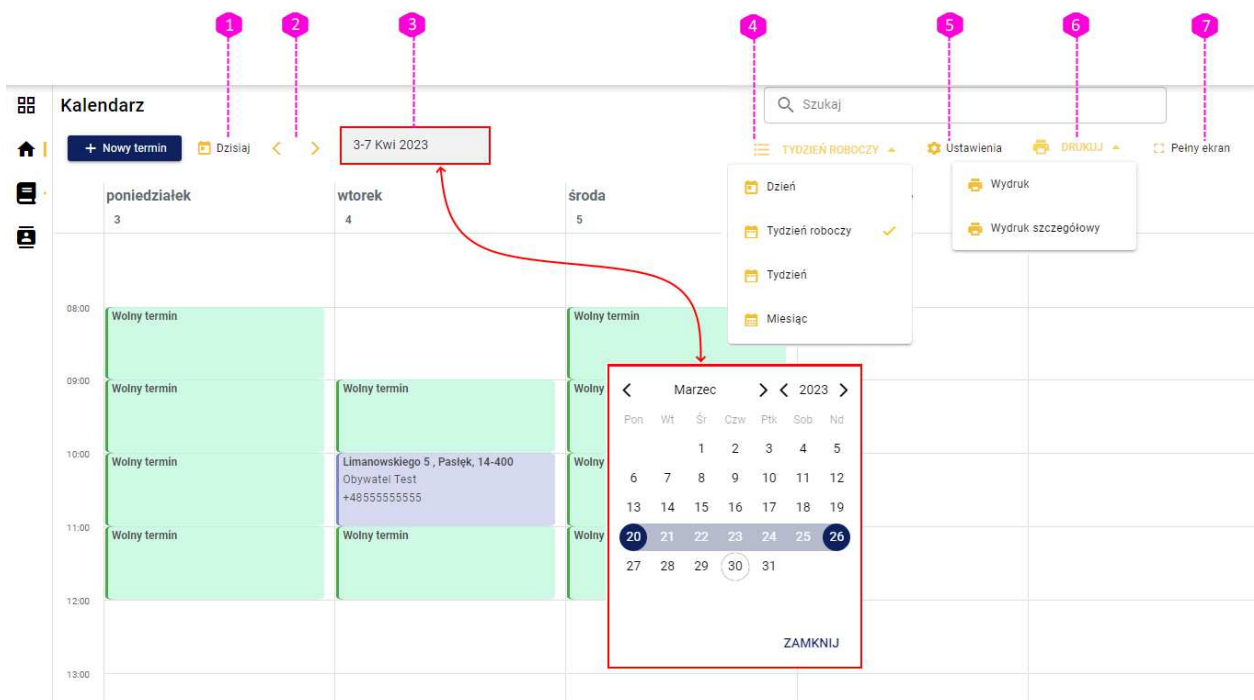 1 2 3 4 5 6 7
Kalendarz
Szukaj
Nowy termin
Dzisiaj
3-7 Kwi 2023
TYDZIEŃ ROBOCZY
Ustawienia
DRUKUJ
Pełny ekran
Dzień
Tydzień roboczy
Tydzień
Miesiąc
Wydruk
Wydruk szczegółowy
poniedziałek wtorek środa
3 4 5
08:00
Wolny termin Wolny termin
09:00
Wolny termin Wolny termin Wolny
10:00
Wolny termin Limanowskiego 5 , Pasłęk, 14-400 Wolny
Obywatel Test
+48555555555
11:00
Wolny termin Wolny termin Wolny
12:00
13:00
Marzec 2023
Pon Wt Śr Czw Ptk Sob Nd
1 2 3 4 5
6 7 8 9 10 11 12
13 14 15 16 17 18 19
20 21 22 23 24 25 26
27 28 29 30 31
ZAMKNIJ